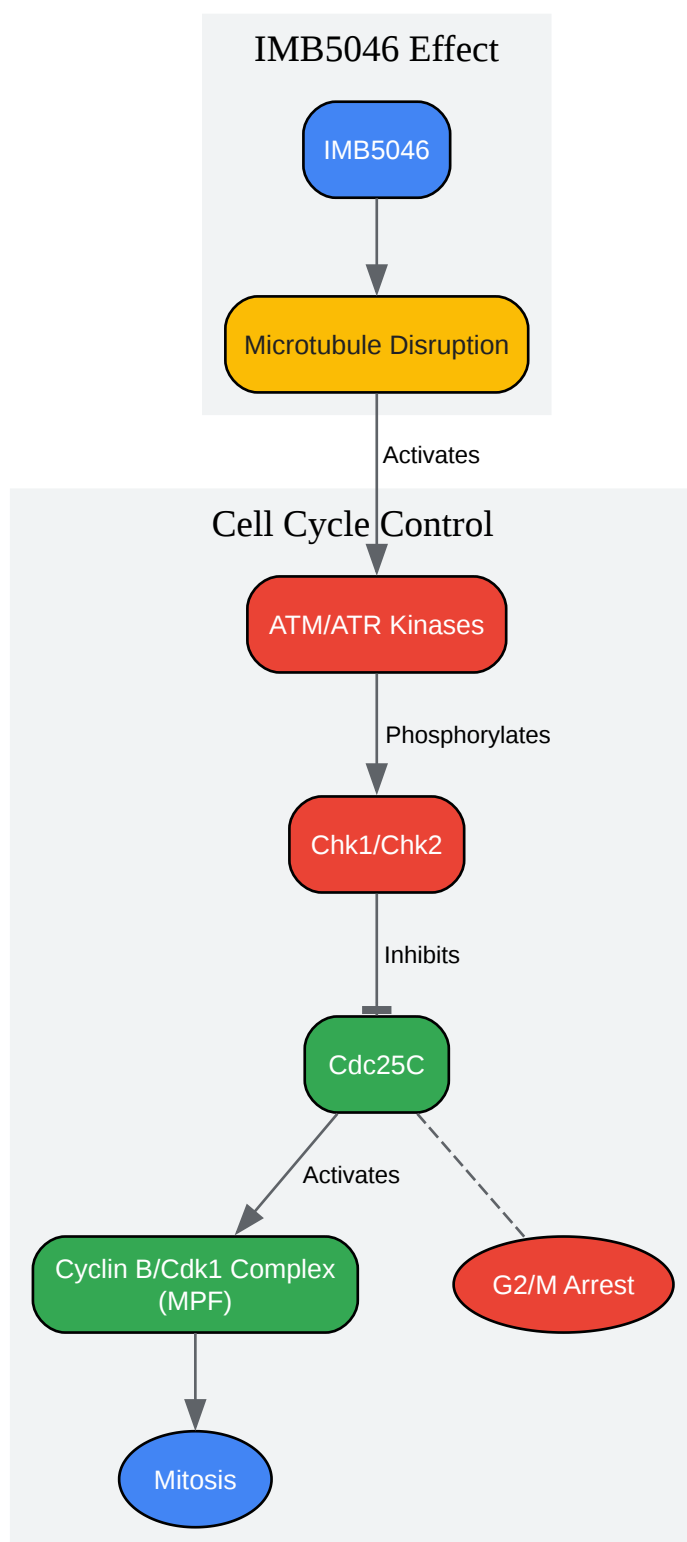 IMB5046 Effect
IMB5046
Microtubule Disruption
Activates
Cell Cycle Control
ATM/ATR Kinases
Phosphorylates
Chk1/Chk2
Inhibits
Cdc25C
Activates
Cyclin B/Cdk1 Complex
(MPF)
G2/M Arrest
Mitosis